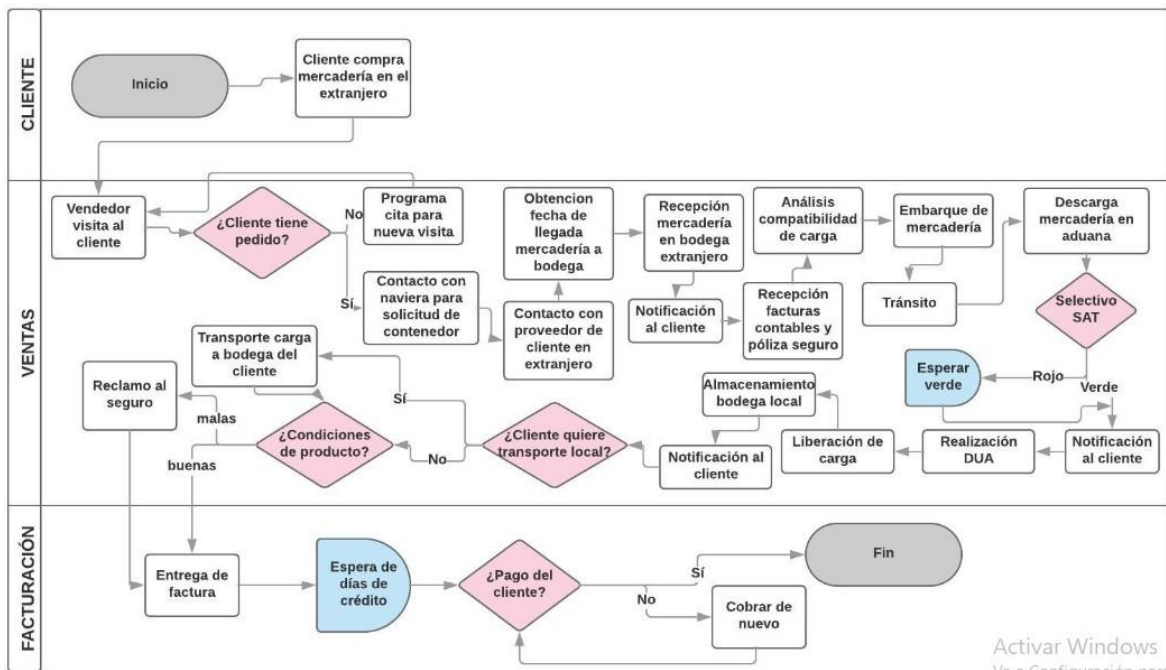 CLIENTE
Inicio
Cliente compra
mercadería en el
extranjero
VENTAS
Vendedor
visita al
cliente
¿Cliente tiene
pedido?
No
Programa
cita para
nueva visita
Sí
Contacto con
naviera para
solicitud de
contenedor
Obtencion
fecha de
llegada
mercadería a
bodega
Contacto con
proveedor de
cliente en
extranjero
Recepción
mercadería
en bodega
extranjero
Notificación
al cliente
Análisis
compatibilidad
de carga
Recepción
facturas
contables y
póliza seguro
Embarque de
mercadería
Tránsito
Descarga
mercadería en
aduana
Selectivo
SAT
Rojo
Verde
Esperar
verde
Notificación
al cliente
Realización
DUA
Liberación de
carga
Almacenamiento
bodega local
Notificación al
cliente
¿Cliente quiere
transporte local?
Sí
No
Transporte carga
a bodega del
cliente
¿Condiciones
de producto?
malas
buenas
Reclamo al
seguro
FACTURACIÓN
Entrega de
factura
Espera de
días de
crédito
¿Pago del
cliente?
Sí
No
Cobrar de
nuevo
Fin
Activar Windows